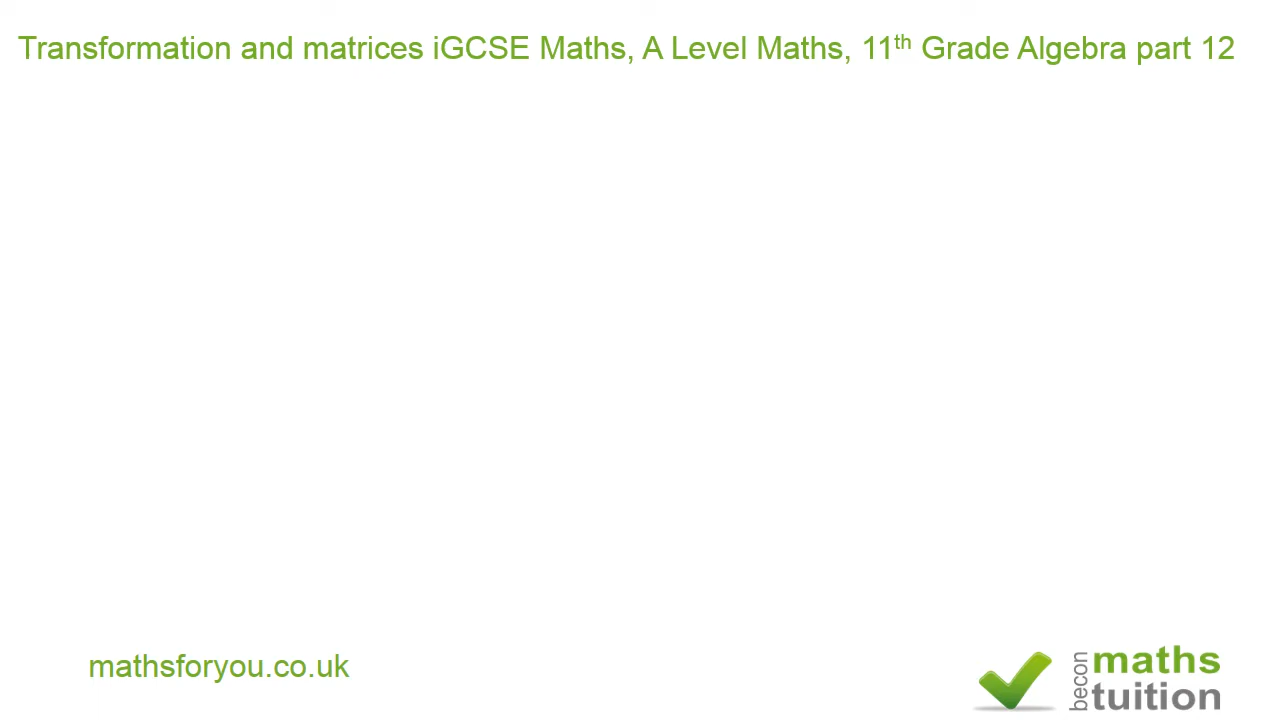 Transformation and matrices iGCSE Maths, A Level Maths, 11th Grade Algebra part 12
mathsforyou.co.uk
becon
maths
tuition